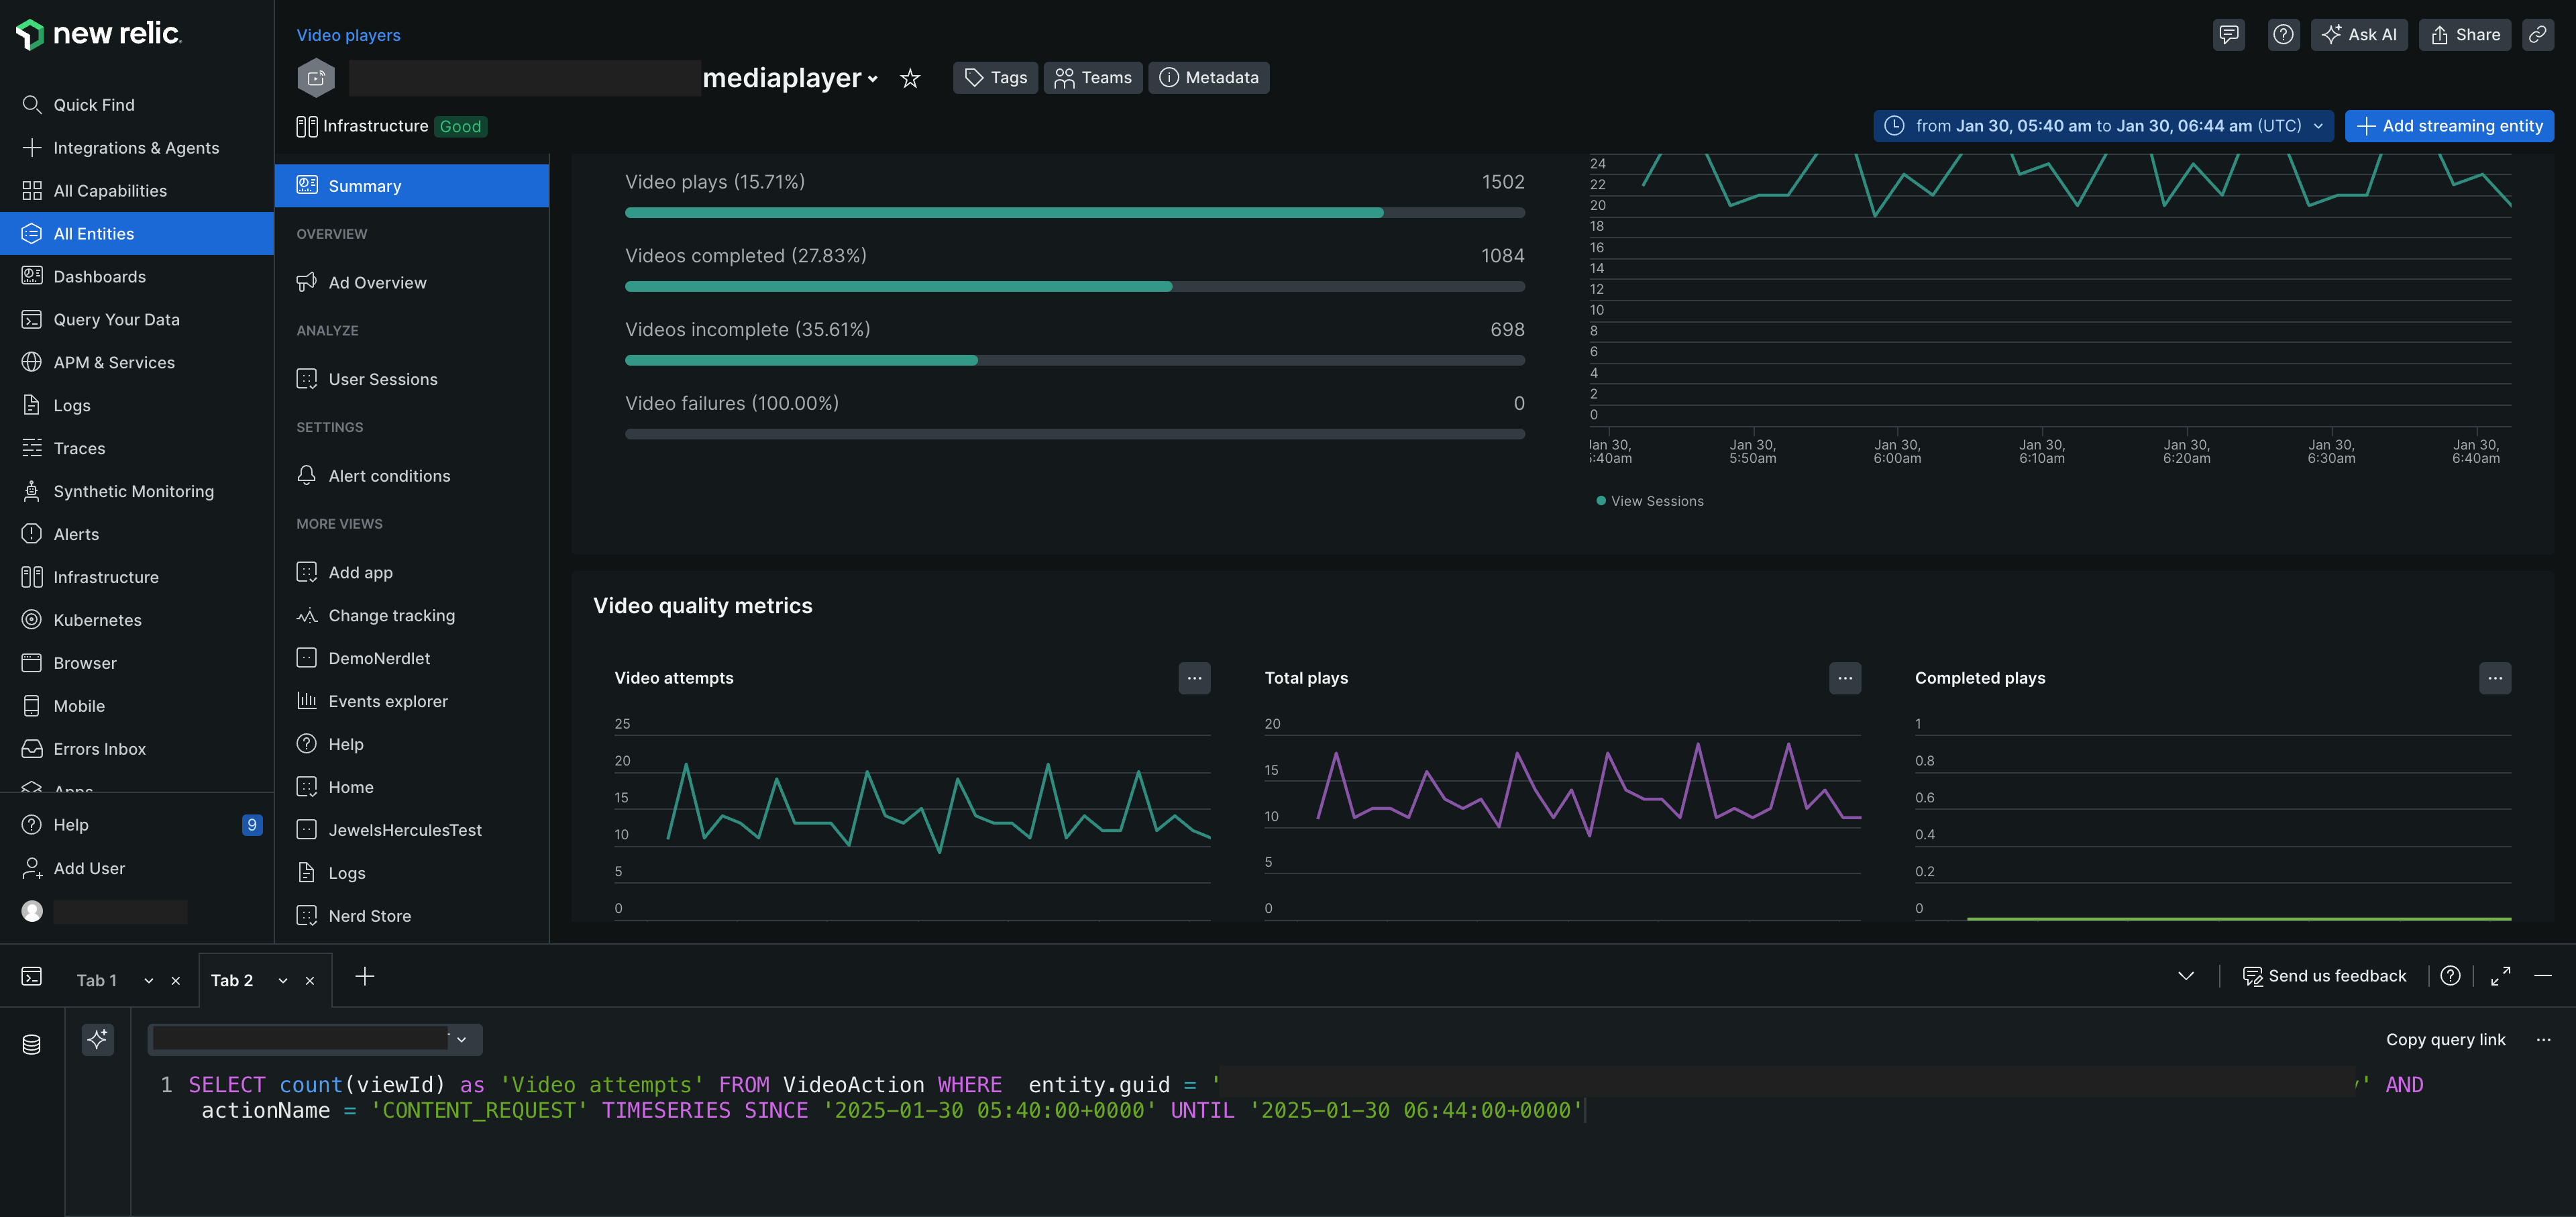 new relic.
Quick Find
Integrations & Agents
All Capabilities
All Entities
Dashboards
Query Your Data
APM & Services
Logs
Traces
Synthetic Monitoring
Alerts
Infrastructure
Kubernetes
Browser
Mobile
Errors Inbox
Apps
Help 9
Add User
Video players
mediaplayer
Tags Teams Metadata
Ask AI Share
Infrastructure Good
from Jan 30, 05:40 am to Jan 30, 06:44 am (UTC)
Add streaming entity
Summary
OVERVIEW
Ad Overview
ANALYZE
User Sessions
SETTINGS
Alert conditions
MORE VIEWS
Add app
Change tracking
DemoNerdlet
Events explorer
Help
Home
JewelsHerculesTest
Logs
Nerd Store
Video plays (15.71%) 1502
Videos completed (27.83%) 1084
Videos incomplete (35.61%) 698
Video failures (100.00%) 0
24
22
20
18
16
14
12
10
8
6
4
2
0
Jan 30, Jan 30, Jan 30, Jan 30, Jan 30, Jan 30, Jan 30,
5:40am 5:50am 6:00am 6:10am 6:20am 6:30am 6:40am
View Sessions
Video quality metrics
Video attempts
25
20
15
10
5
0
Total plays
20
15
10
5
0
Completed plays
1
0.8
0.6
0.4
0.2
0
Tab 1 Tab 2
Send us feedback
Copy query link
1 SELECT count(viewId) as 'Video attempts' FROM VideoAction WHERE  entity.guid = ' ' AND
actionName = 'CONTENT_REQUEST' TIMESERIES SINCE '2025-01-30 05:40:00+0000' UNTIL '2025-01-30 06:44:00+0000'